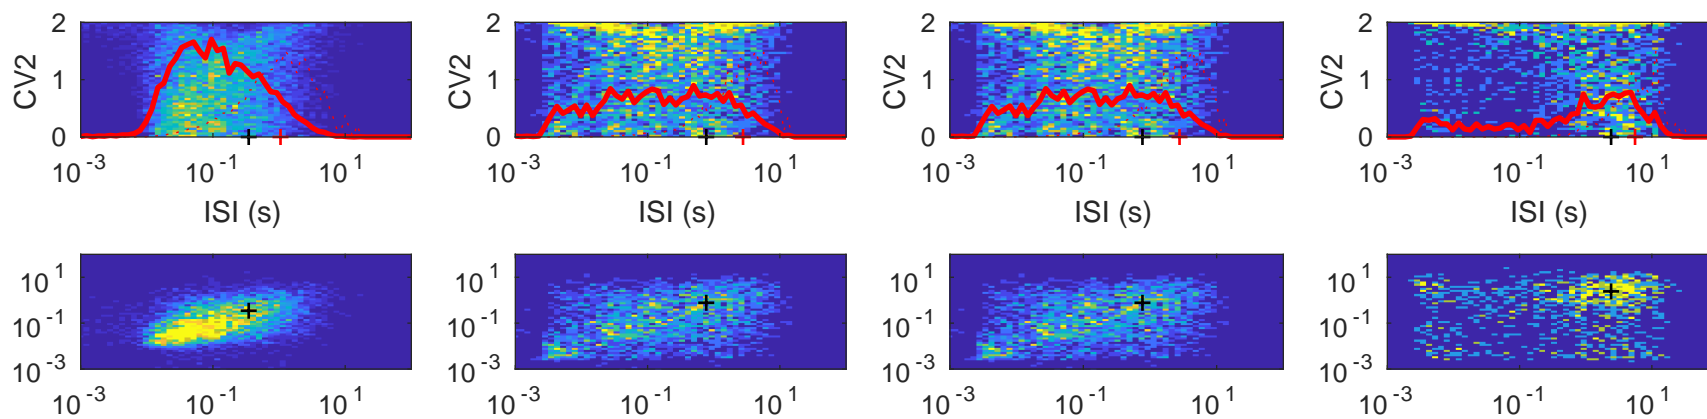 2 2 2 2
CV2 CV2 CV2 CV2
1 1 1 1
0 0 0 0
10^-3 10^-1 10^1 10^-3 10^-1 10^1 10^-3 10^-1 10^1 10^-3 10^-1 10^1
ISI (s) ISI (s) ISI (s) ISI (s)
10^1 10^1 10^1 10^1
10^-1 10^-1 10^-1 10^-1
10^-3 10^-3 10^-3 10^-3
10^-3 10^-1 10^1 10^-3 10^-1 10^1 10^-3 10^-1 10^1 10^-3 10^-1 10^1